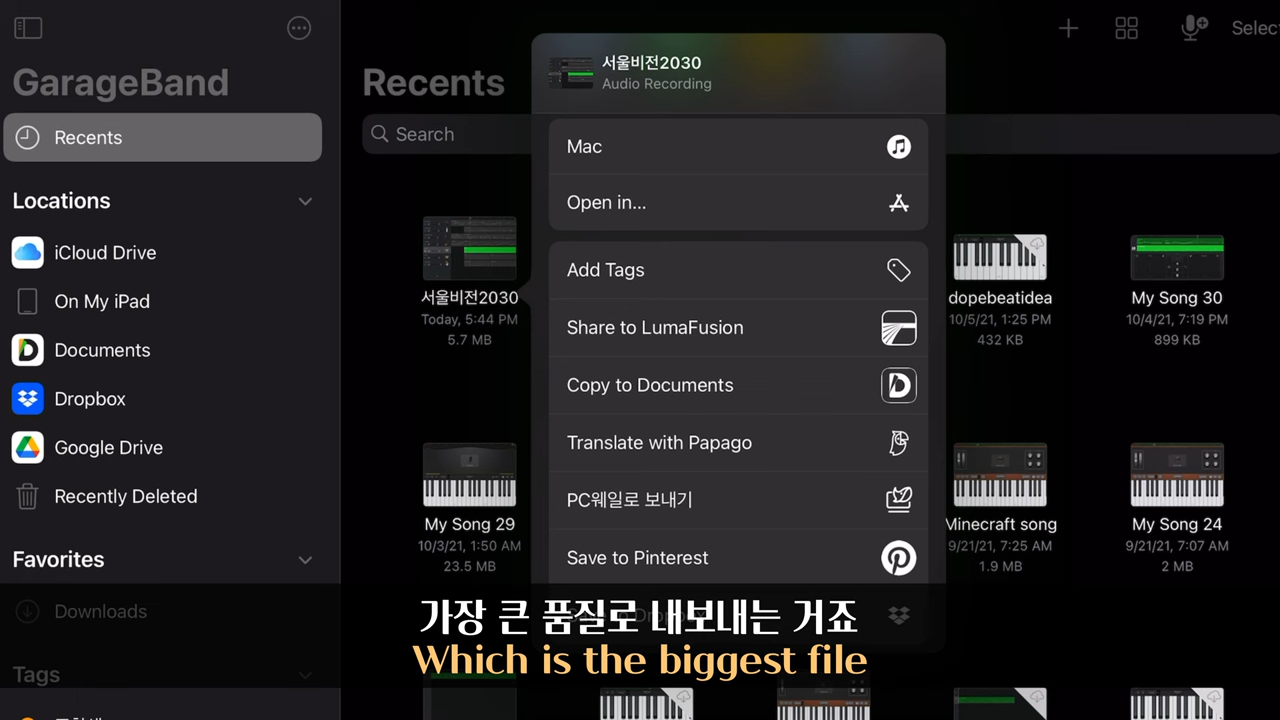 GarageBand
Recents
Locations
iCloud Drive
On My iPad
Documents
Dropbox
Google Drive
Recently Deleted
Favorites
Downloads
Tags
Recents
Selec
Search
서울비전2030
Audio Recording
Mac
Open in...
Add Tags
Share to LumaFusion
Copy to Documents
Translate with Papago
PC웨일로 보내기
Save to Pinterest
서울비전2030
Today, 5:44 PM
5.7 MB
dopebeatidea
10/5/21, 1:25 PM
432 KB
My Song 30
10/4/21, 7:19 PM
899 KB
My Song 29
10/3/21, 1:50 AM
23.5 MB
Minecraft song
9/21/21, 7:25 AM
1.9 MB
My Song 24
9/21/21, 7:07 AM
2 MB
가장 큰 품질로 내보내는 거죠
Which is the biggest file